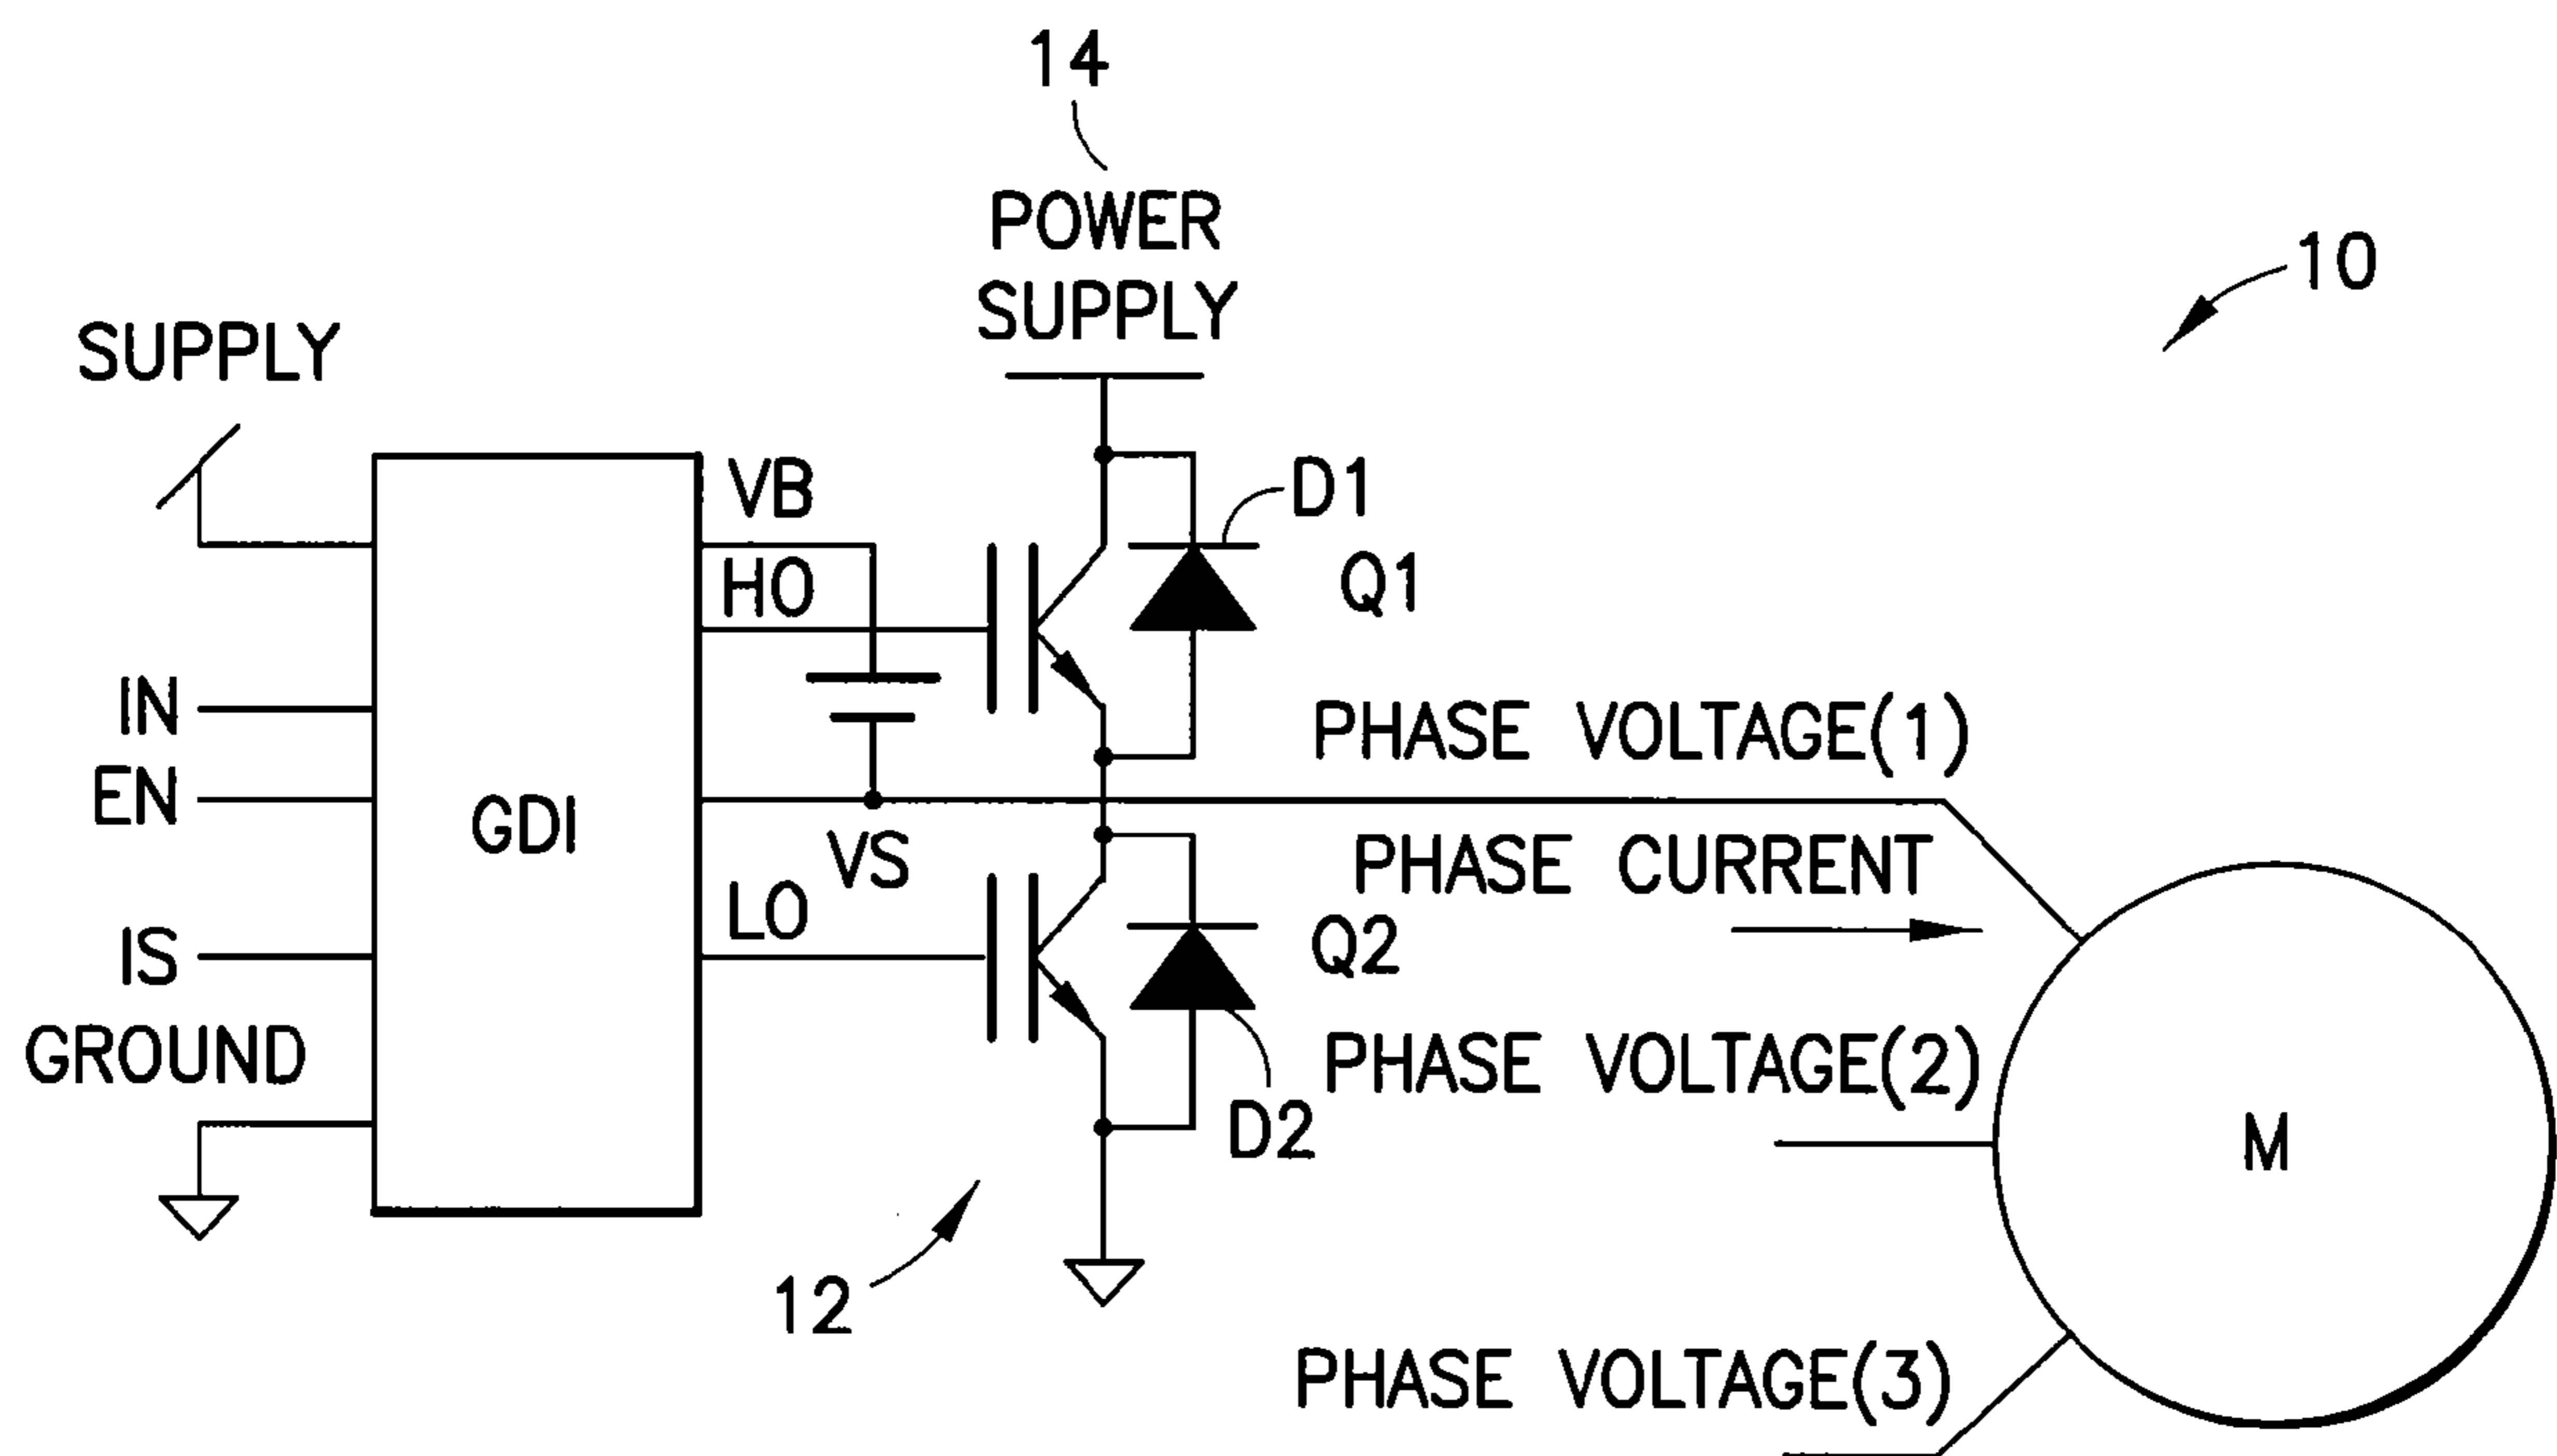 14
POWER
SUPPLY
10
SUPPLY
VB
D1
HO
Q1
IN
PHASE VOLTAGE(1)
EN
GDI
VS
PHASE CURRENT
LO
Q2
IS
GROUND
PHASE VOLTAGE(2)
D2
M
12
PHASE VOLTAGE(3)